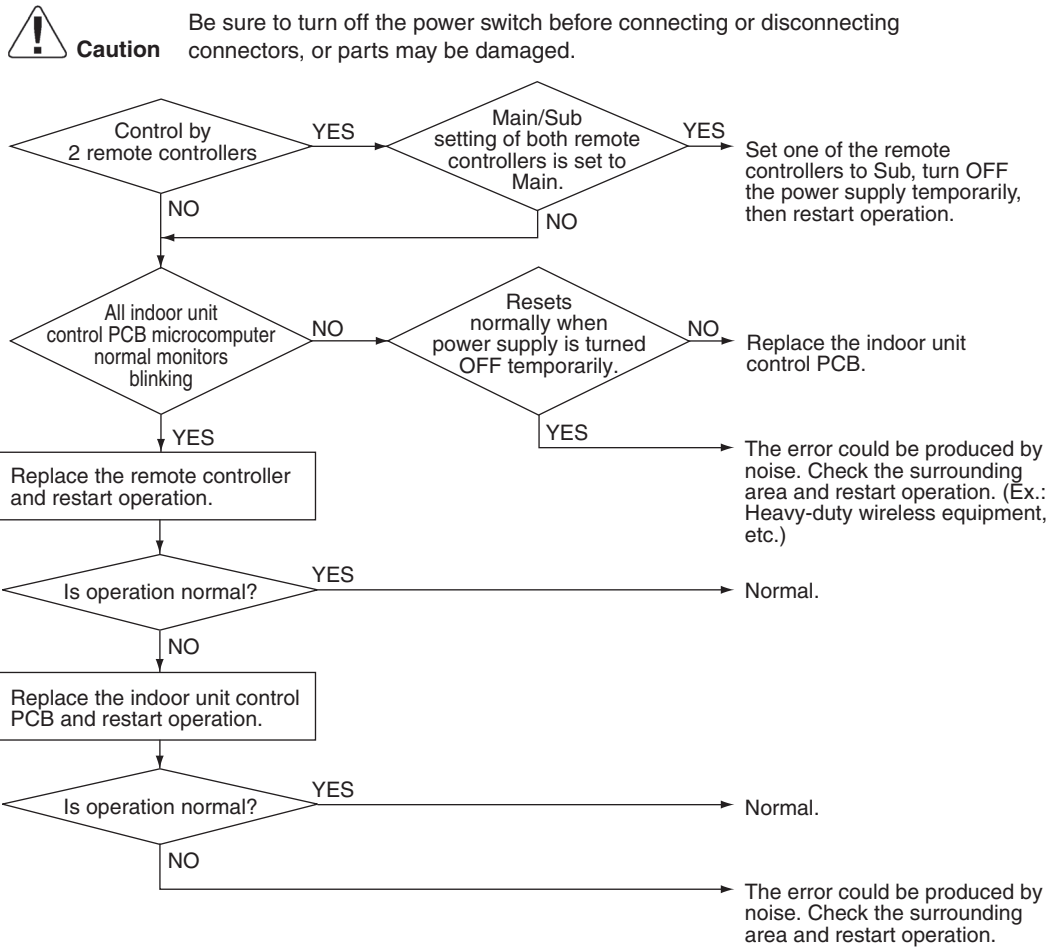 Be sure to turn off the power switch before connecting or disconnecting
Caution connectors, or parts may be damaged.
Control by
2 remote controllers
YES
Main/Sub
setting of both remote
controllers is set to
Main.
YES
Set one of the remote
controllers to Sub, turn OFF
the power supply temporarily,
then restart operation.
NO
NO
All indoor unit
control PCB microcomputer
normal monitors
blinking
NO
Resets
normally when
power supply is turned
OFF temporarily.
NO
Replace the indoor unit
control PCB.
YES
YES
The error could be produced by
noise. Check the surrounding
area and restart operation. (Ex.:
Heavy-duty wireless equipment,
etc.)
Replace the remote controller
and restart operation.
Is operation normal?
YES
Normal.
NO
Replace the indoor unit control
PCB and restart operation.
Is operation normal?
YES
Normal.
NO
The error could be produced by
noise. Check the surrounding
area and restart operation.